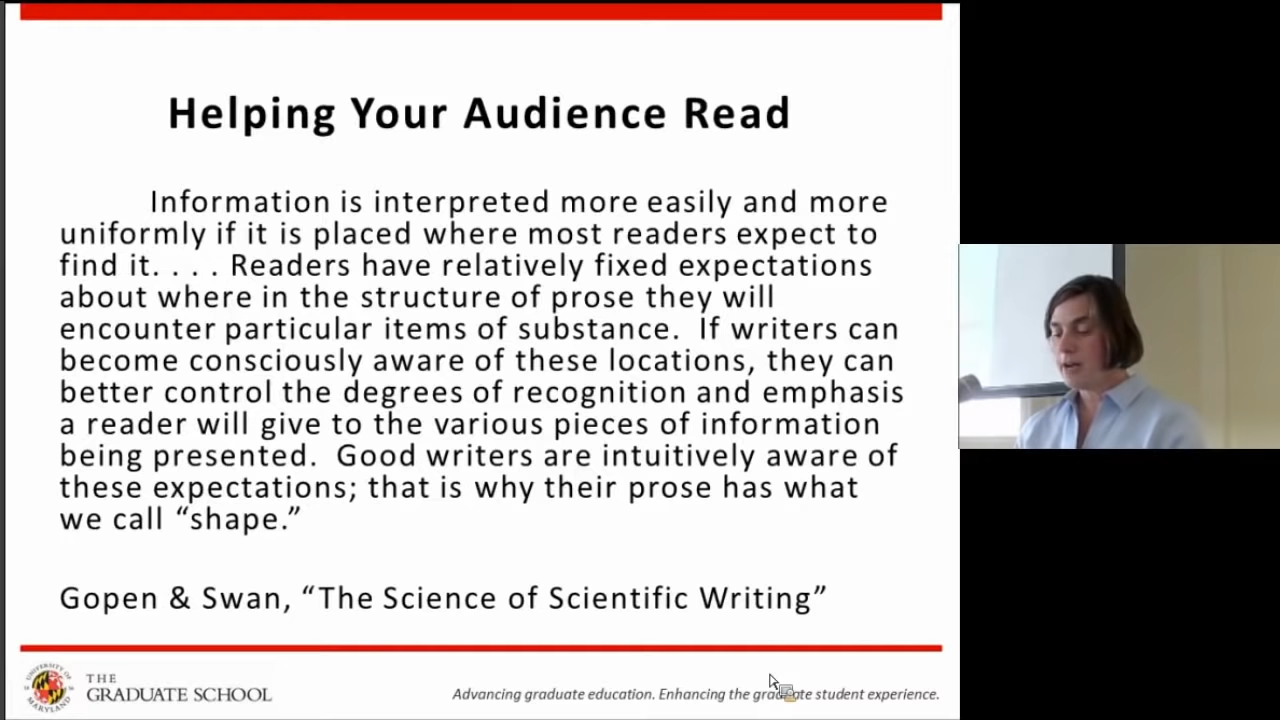 Helping Your Audience Read
Information is interpreted more easily and more
uniformly if it is placed where most readers expect to
find it. . . . Readers have relatively fixed expectations
about where in the structure of prose they will
encounter particular items of substance.  If writers can
become consciously aware of these locations, they can
better control the degrees of recognition and emphasis
a reader will give to the various pieces of information
being presented.  Good writers are intuitively aware of
these expectations; that is why their prose has what
we call “shape.”
Gopen & Swan, “The Science of Scientific Writing”
UNIVERSITY OF
MARYLAND
THE
GRADUATE SCHOOL
Advancing graduate education. Enhancing the graduate student experience.